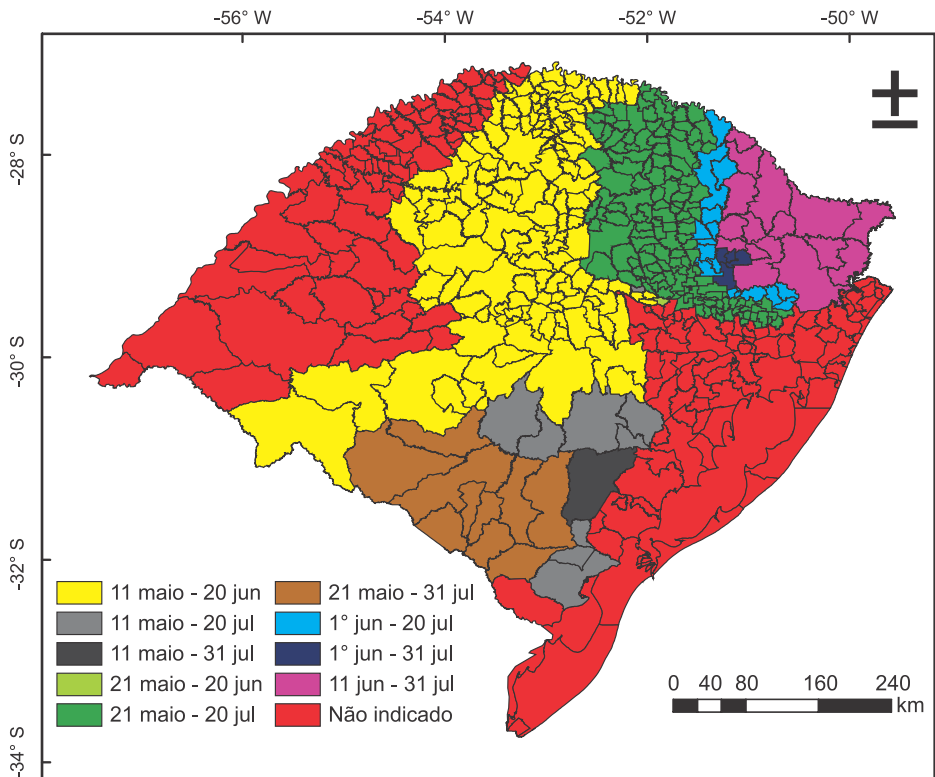 -56° W -54° W -52° W -50° W
-28° S
-30° S
-32° S
-34° S
11 maio - 20 jun
11 maio - 20 jul
11 maio - 31 jul
21 maio - 20 jun
21 maio - 20 jul
21 maio - 31 jul
1° jun - 20 jul
1° jun - 31 jul
11 jun - 31 jul
Não indicado
0 40 80 160 240
km